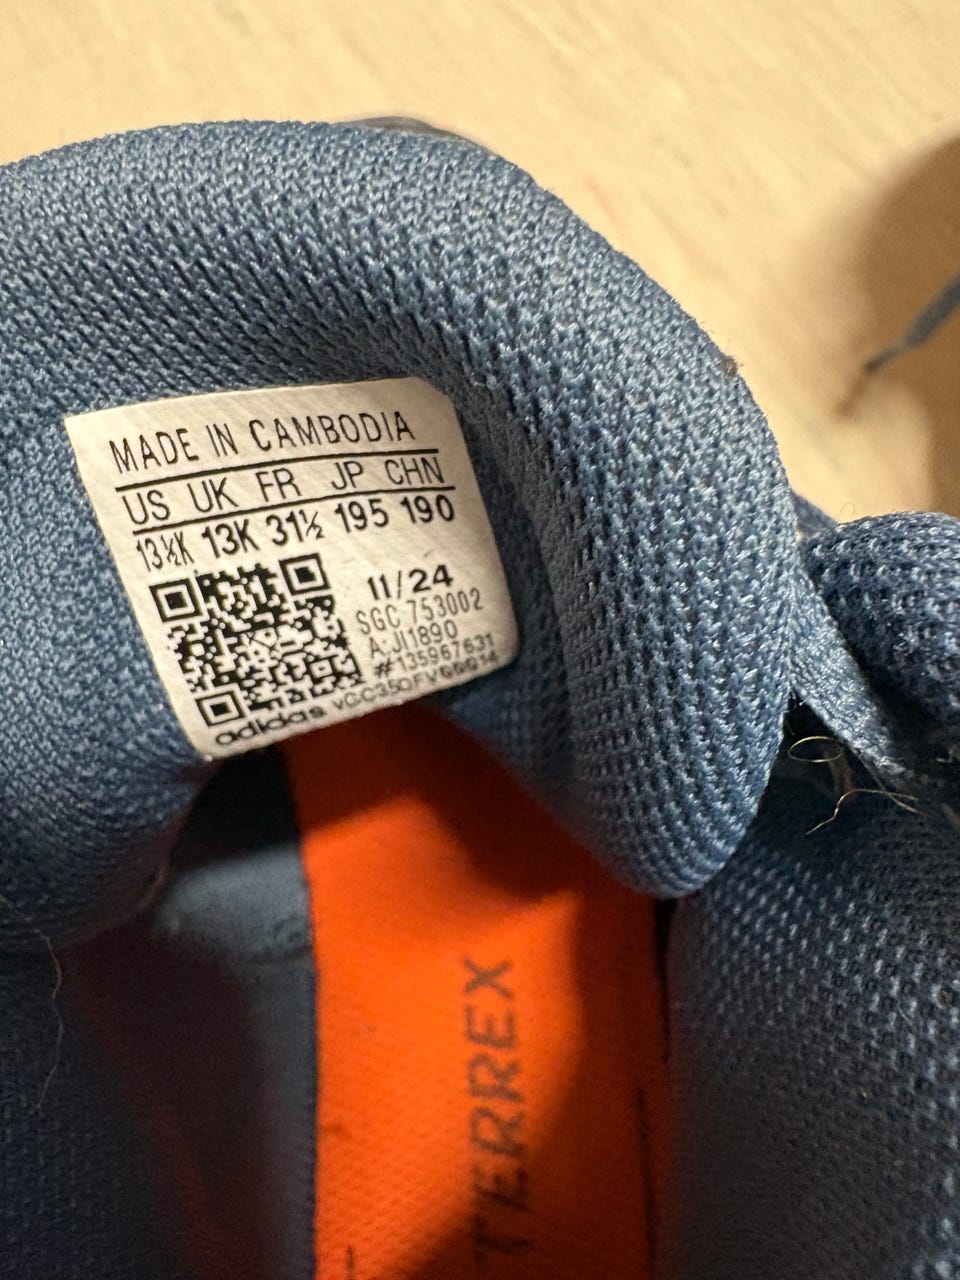 MADE IN CAMBODIA
US UK FR JP CHN
13½K 13K 31½ 195 190
11/24
SGC 753002
A: JI1890
#135967631
adidas
TERREX